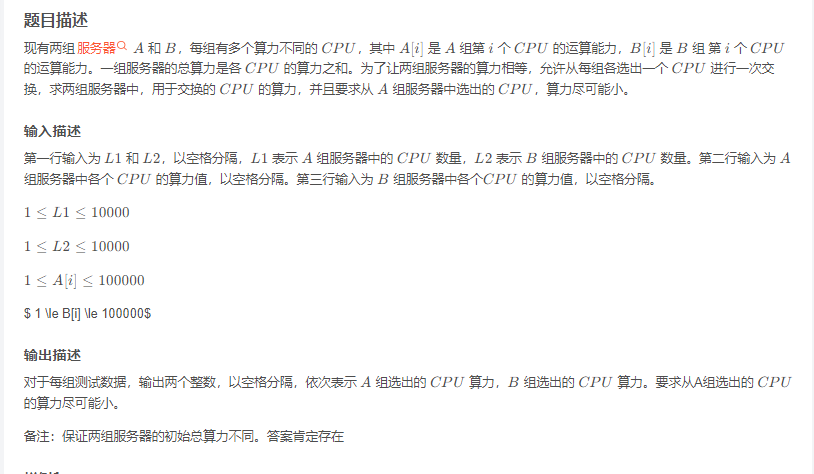 题目描述
现有两组服务器 A 和 B，每组有多个算力不同的 CPU，其中 A[i] 是 A 组第 i 个 CPU 的运算能力，B[i] 是 B 组 第 i 个 CPU
的运算能力。一组服务器的总算力是各 CPU 的算力之和。为了让两组服务器的算力相等，允许从每组各选出一个 CPU 进行一次交
换，求两组服务器中，用于交换的 CPU 的算力，并且要求从 A 组服务器中选出的 CPU，算力尽可能小。
输入描述
第一行输入为 L1 和 L2，以空格分隔，L1 表示 A 组服务器中的 CPU 数量，L2 表示 B 组服务器中的 CPU 数量。第二行输入为 A
组服务器中各个 CPU 的算力值，以空格分隔。第三行输入为 B 组服务器中各个CPU 的算力值，以空格分隔。
1 ≤ L1 ≤ 10000
1 ≤ L2 ≤ 10000
1 ≤ A[i] ≤ 100000
$ 1 \le B[i] \le 100000$
输出描述
对于每组测试数据，输出两个整数，以空格分隔，依次表示 A 组选出的 CPU 算力，B 组选出的 CPU 算力。要求从A组选出的 CPU
的算力尽可能小。
备注：保证两组服务器的初始总算力不同。答案肯定存在